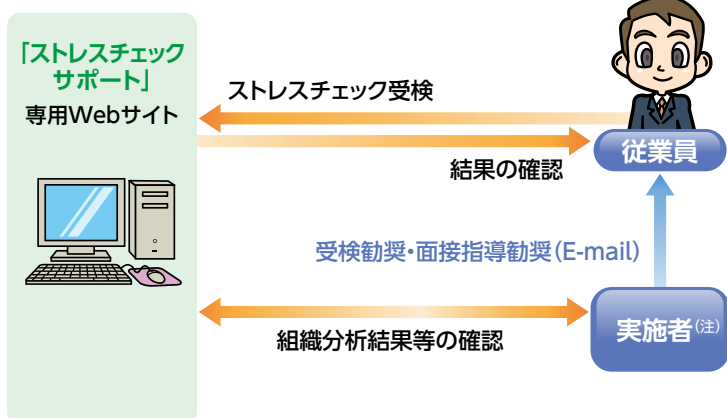 「ストレスチェック
サポート」
専用Webサイト
ストレスチェック受検
従業員
結果の確認
受検勧奨・面接指導勧奨(E-mail)
実施者(注)
組織分析結果等の確認